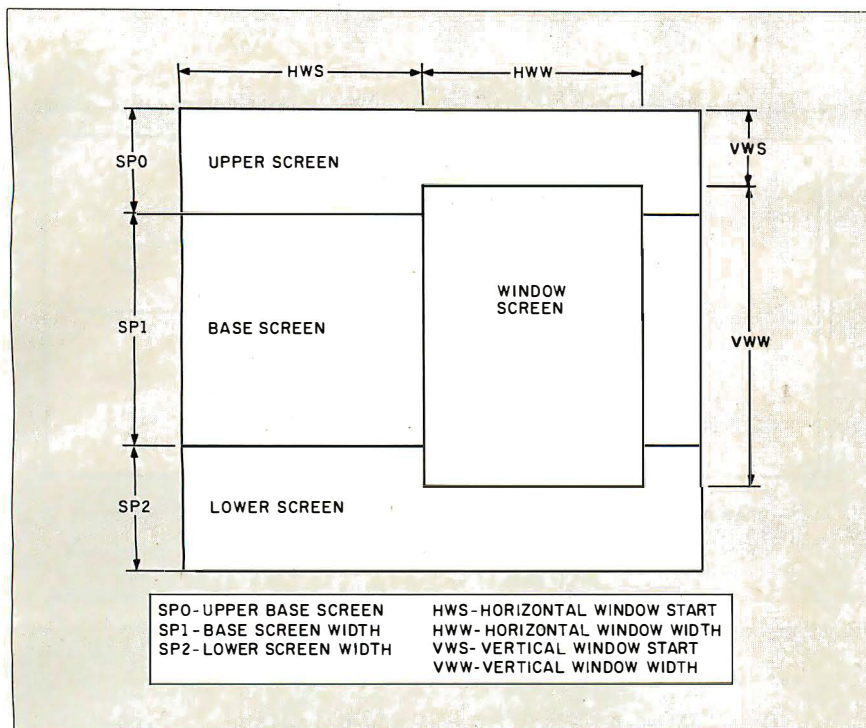 HWS
HWW
SP0
UPPER SCREEN
VWS
SP1
BASE SCREEN
WINDOW
SCREEN
VWW
SP2
LOWER SCREEN
SP0-UPPER BASE SCREEN
SP1-BASE SCREEN WIDTH
SP2-LOWER SCREEN WIDTH
HWS-HORIZONTAL WINDOW START
HWW-HORIZONTAL WINDOW WIDTH
VWS-VERTICAL WINDOW START
VWW-VERTICAL WINDOW WIDTH